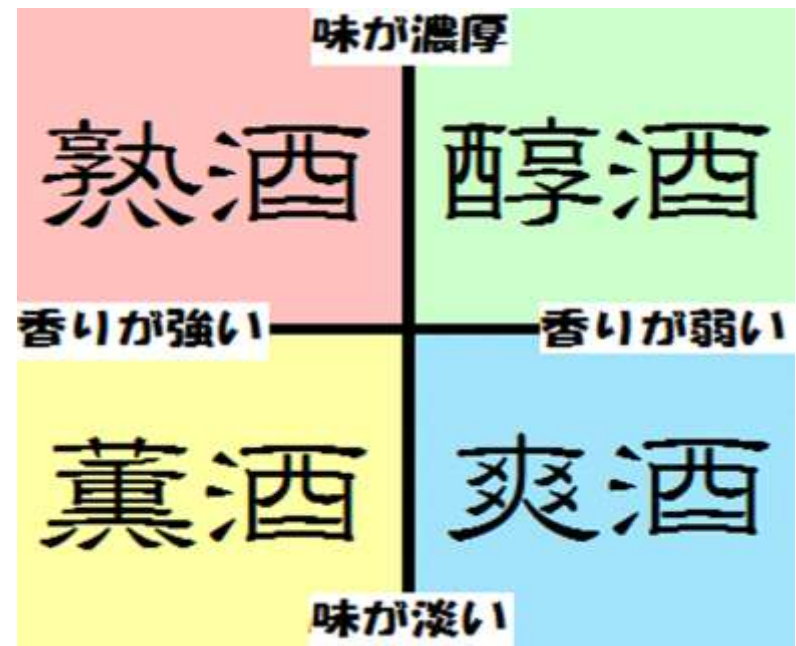 味が濃厚
熟酒
醇酒
香りが強い
香りが弱い
薫酒
爽酒
味が淡い